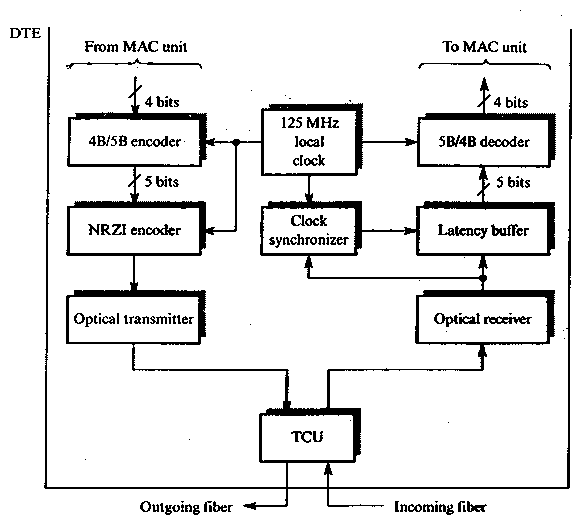 DTE
From MAC unit
To MAC unit
4 bits
4 bits
4B/5B encoder
125 MHz
local
clock
5B/4B decoder
5 bits
5 bits
NRZI encoder
Clock
synchronizer
Latency buffer
Optical transmitter
Optical receiver
TCU
Outgoing fiber
Incoming fiber